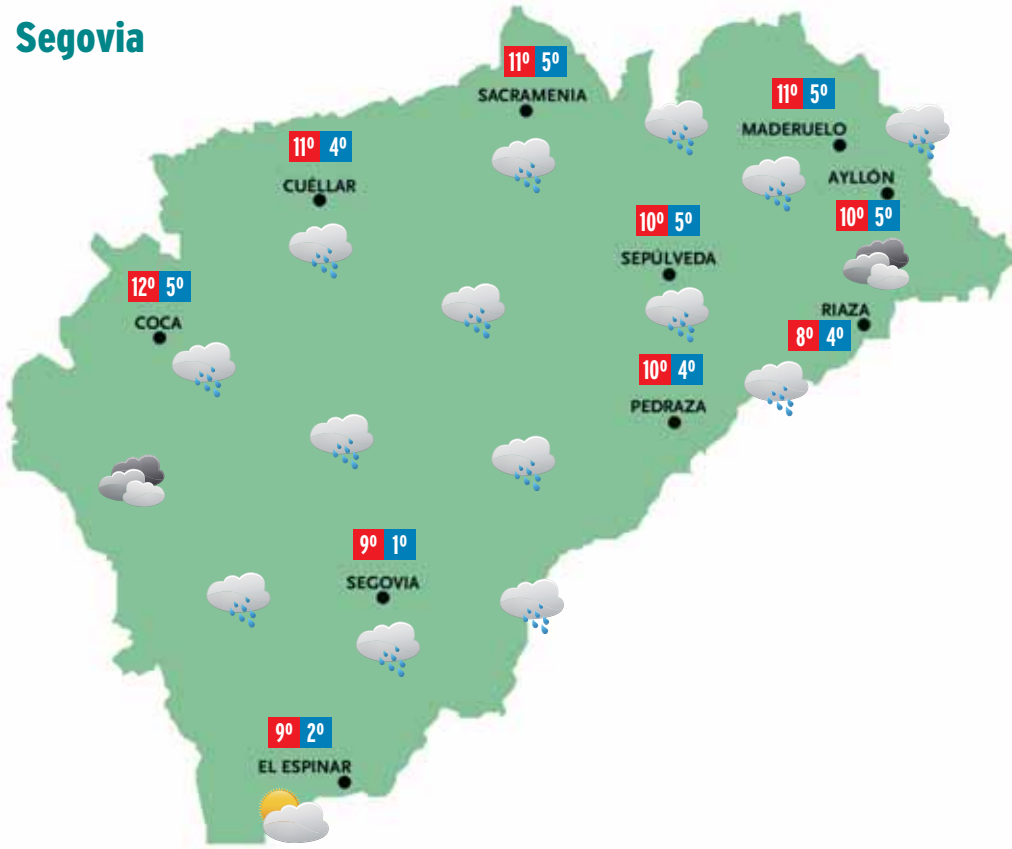 Segovia
11º 5º
SACRAMENIA
11º 5º
MADERUELO
11º 4º
CUÉLLAR
AYLLÓN
10º 5º
10º 5º
SEPÚLVEDA
12º 5º
COCA
RIAZA
8º 4º
10º 4º
PEDRAZA
9º 1º
SEGOVIA
9º 2º
EL ESPINAR